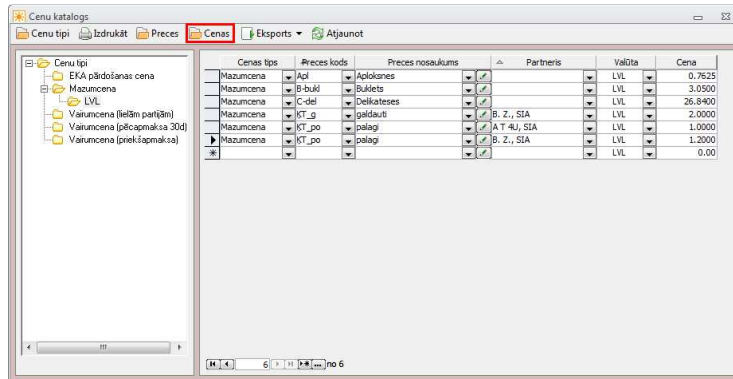 Cenu katalogs
Cenu tipi Izdrukāt Preces Cenas Eksports Atjaunot
Cenu tipi
EKA pārdošanas cena
Mazumcena
LVL
Vairumcena (lielām partijām)
Vairumcena (pēcapmaksa 30d)
Vairumcena (priekšapmaksa)
Cenas tips Preces kods Preces nosaukums Partneris Valūta Cena
Mazumcena Apl Aploksnes LVL 0.7625
Mazumcena B-bukl Buklets LVL 3.0500
Mazumcena C-del Delikateses LVL 26.8400
Mazumcena ĶT_g galdauti B. Z., SIA LVL 2.0000
Mazumcena ĶT_po palagi A T 4U, SIA LVL 1.0000
Mazumcena ĶT_po palagi B. Z., SIA LVL 1.2000
LVL 0.00
6 no 6